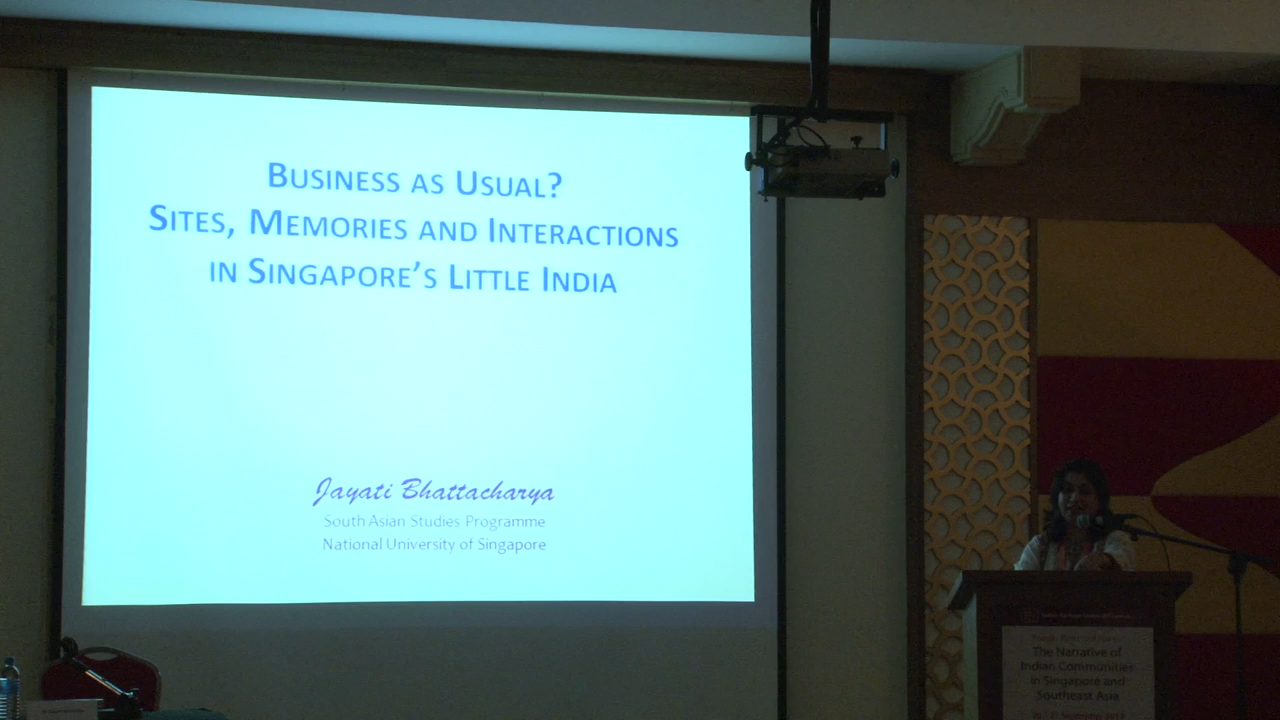 BUSINESS AS USUAL?
SITES, MEMORIES AND INTERACTIONS
IN SINGAPORE'S LITTLE INDIA
Jayati Bhattacharya
South Asian Studies Programme
National University of Singapore
The Narrative of
Indian Communities
in Singapore and
Southeast Asia